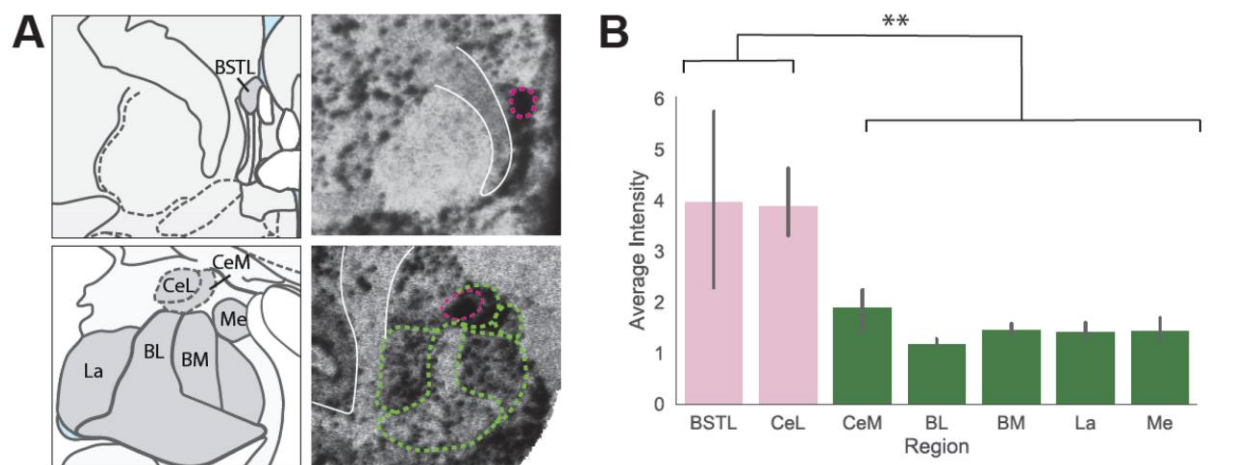 A
BSTL
CeM
CeL
Me
BL
BM
La
B
**
Average Intensity
6
5
4
3
2
1
0
BSTL CeL CeM BL BM La Me
Region